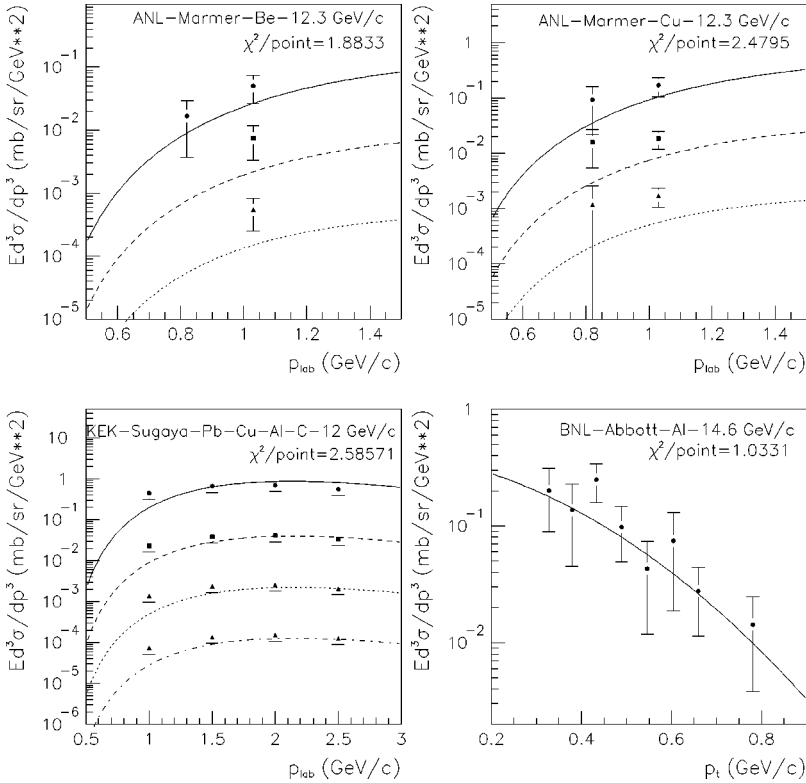 ANL-Marmer-Be-12.3 GeV/c
χ²/point=1.8833
Ed³σ/dp³ (mb/sr/GeV**2)
10⁻¹
10⁻²
10⁻³
10⁻⁴
10⁻⁵
0.6 0.8 1 1.2 1.4
p_lab (GeV/c)
ANL-Marmer-Cu-12.3 GeV/c
χ²/point=2.4795
Ed³σ/dp³ (mb/sr/GeV**2)
1
10⁻¹
10⁻²
10⁻³
10⁻⁴
10⁻⁵
0.6 0.8 1 1.2 1.4
p_lab (GeV/c)
KEK-Sugaya-Pb-Cu-Al-C-12 GeV/c
χ²/point=2.58571
Ed³σ/dp³ (mb/sr/GeV**2)
10
1
10⁻¹
10⁻²
10⁻³
10⁻⁴
10⁻⁵
10⁻⁶
0.5 1 1.5 2 2.5 3
p_lab (GeV/c)
BNL-Abbott-Al-14.6 GeV/c
χ²/point=1.0331
Ed³σ/dp³ (mb/sr/GeV**2)
1
10⁻¹
10⁻²
0.2 0.4 0.6 0.8
p_t (GeV/c)